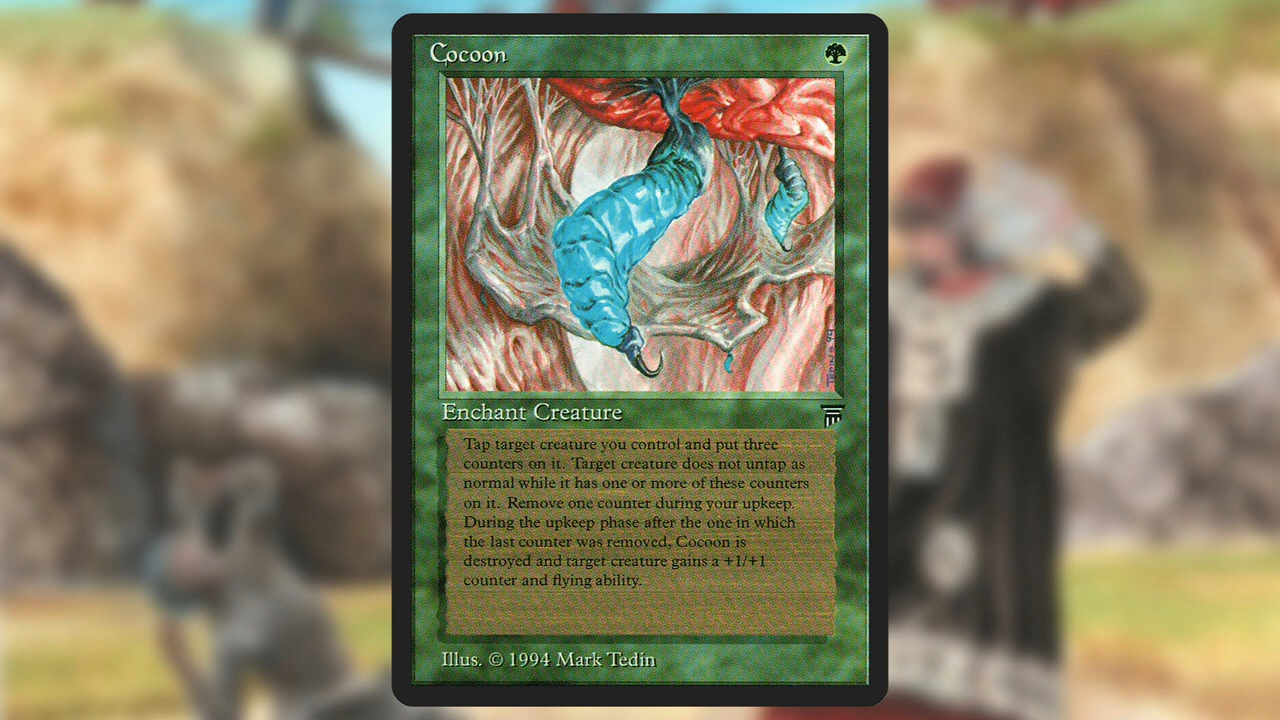 Cocoon
Enchant Creature
Tap target creature you control and put three
counters on it. Target creature does not untap as
normal while it has one or more of these counters
on it. Remove one counter during your upkeep.
During the upkeep phase after the one in which
the last counter was removed, Cocoon is
destroyed and target creature gains a +1/+1
counter and flying ability.
Illus. © 1994 Mark Tedin